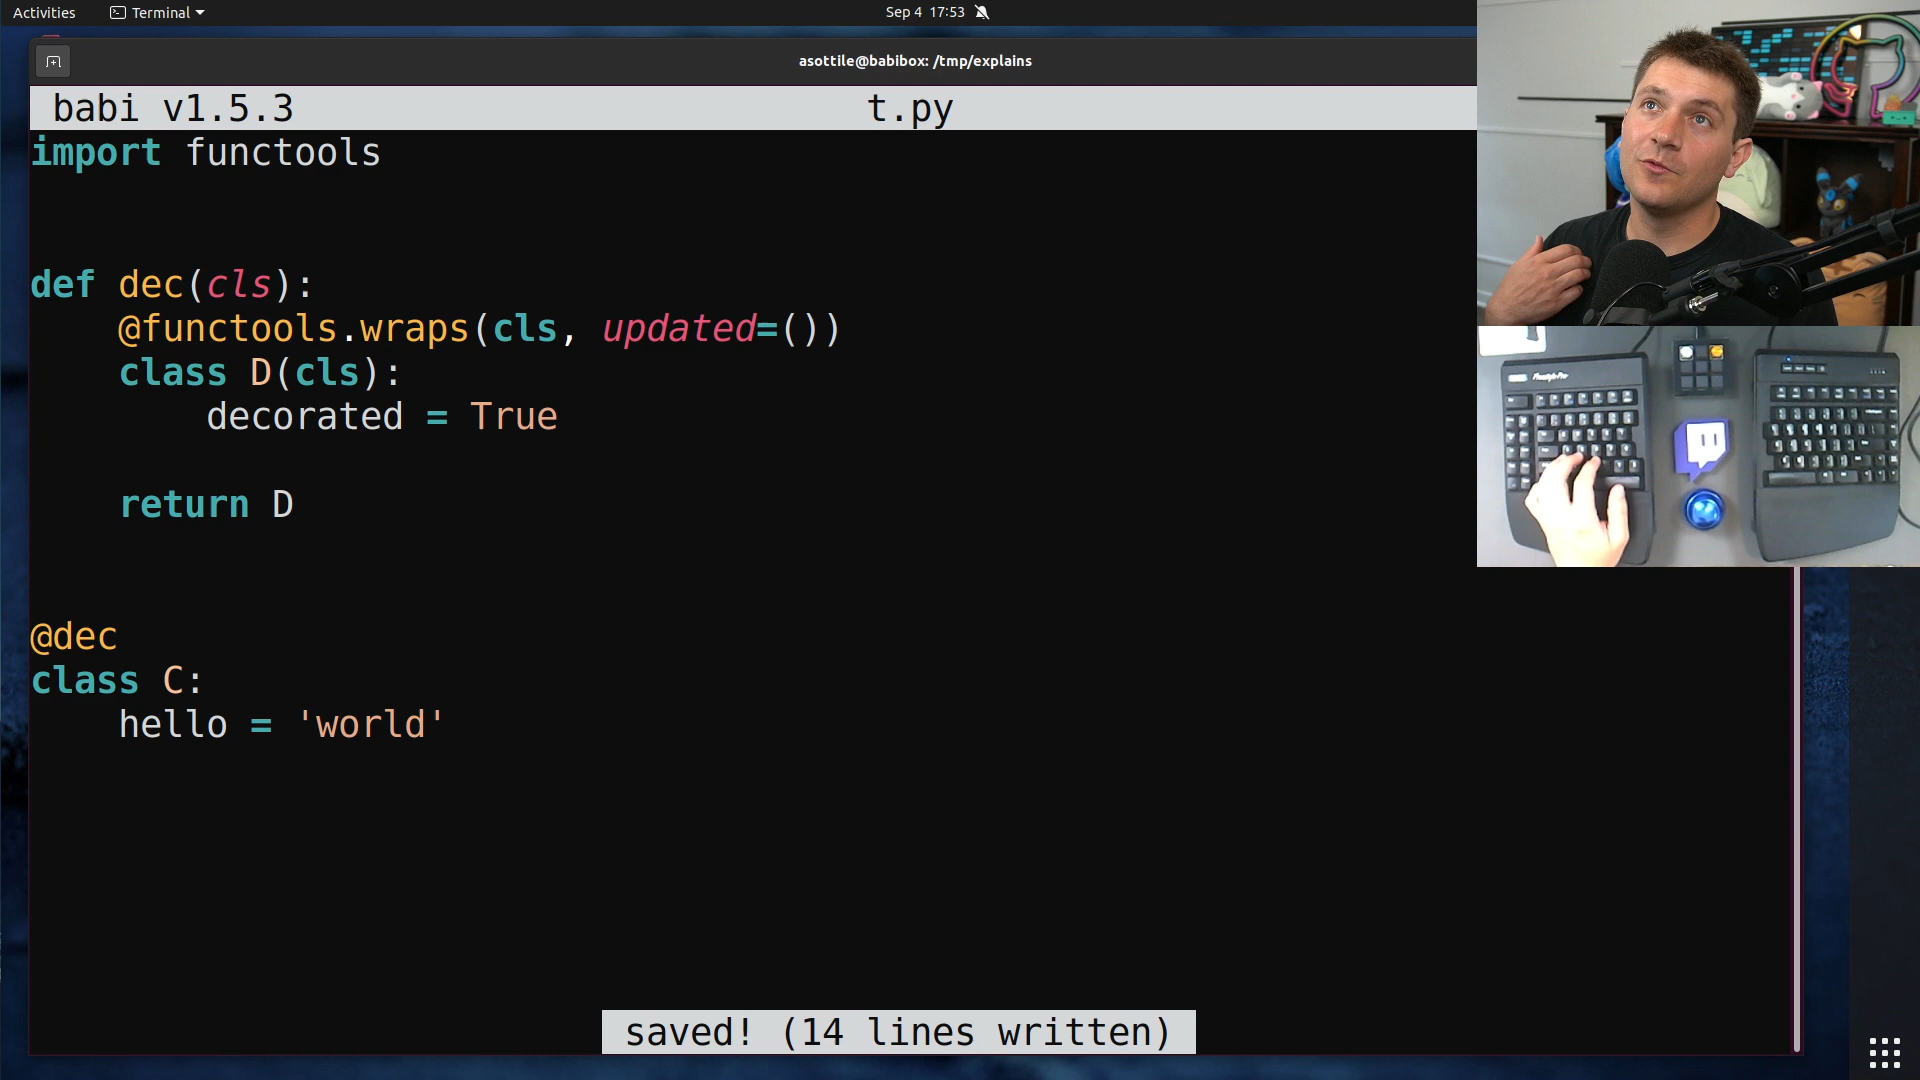 Activities
Terminal
Sep 4 17:53
asottile@babibox: /tmp/explains
babi v1.5.3
t.py
import functools
def dec(cls):
    @functools.wraps(cls, updated=())
    class D(cls):
        decorated = True
    return D
@dec
class C:
    hello = 'world'
saved! (14 lines written)